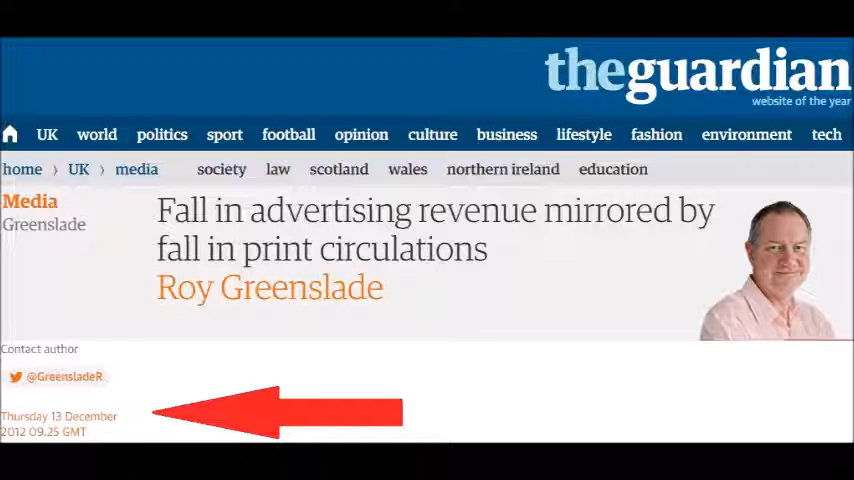 theguardian
website of the year
UK world politics sport football opinion culture business lifestyle fashion environment tech
home > UK > media society law scotland wales northern ireland education
Media
Greenslade
Fall in advertising revenue mirrored by
fall in print circulations
Roy Greenslade
Contact author
@GreensladeR
Thursday 13 December
2012 09.25 GMT